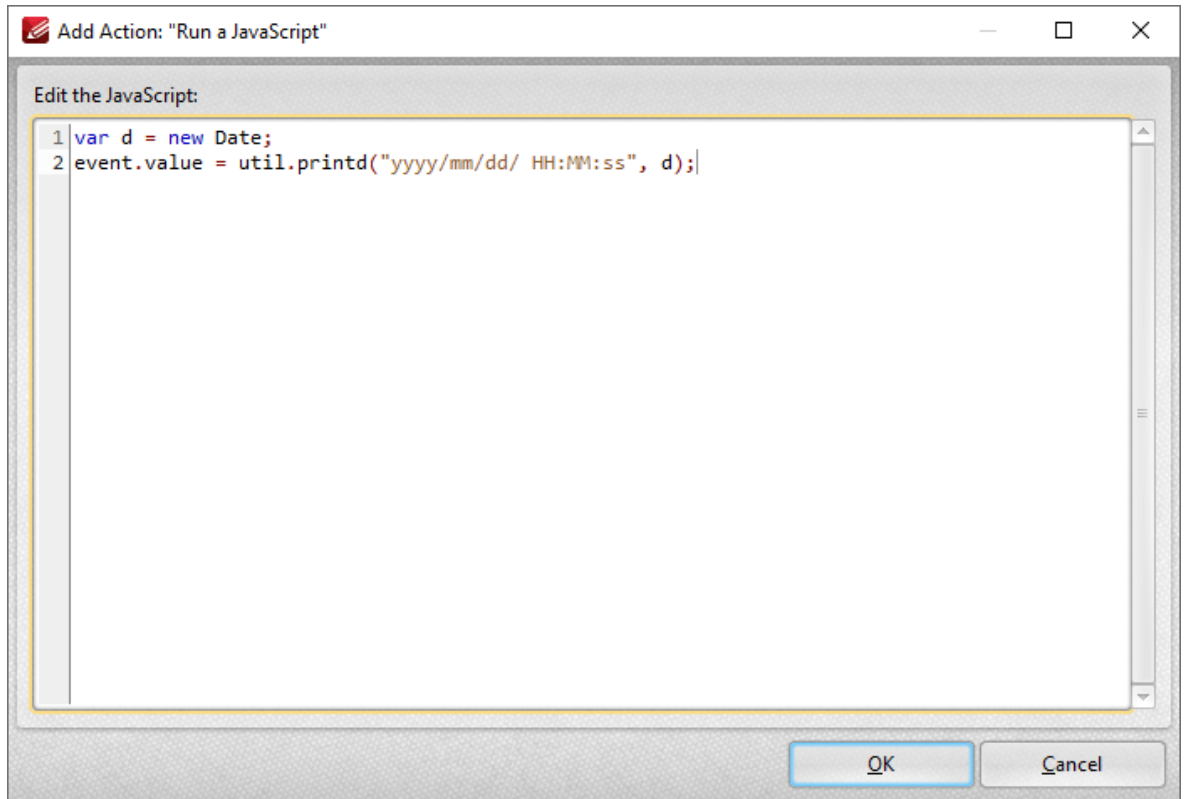 Add Action: "Run a JavaScript"
Edit the JavaScript:
1 var d = new Date;
2 event.value = util.printd("yyyy/mm/dd/ HH:MM:ss", d);
OK Cancel